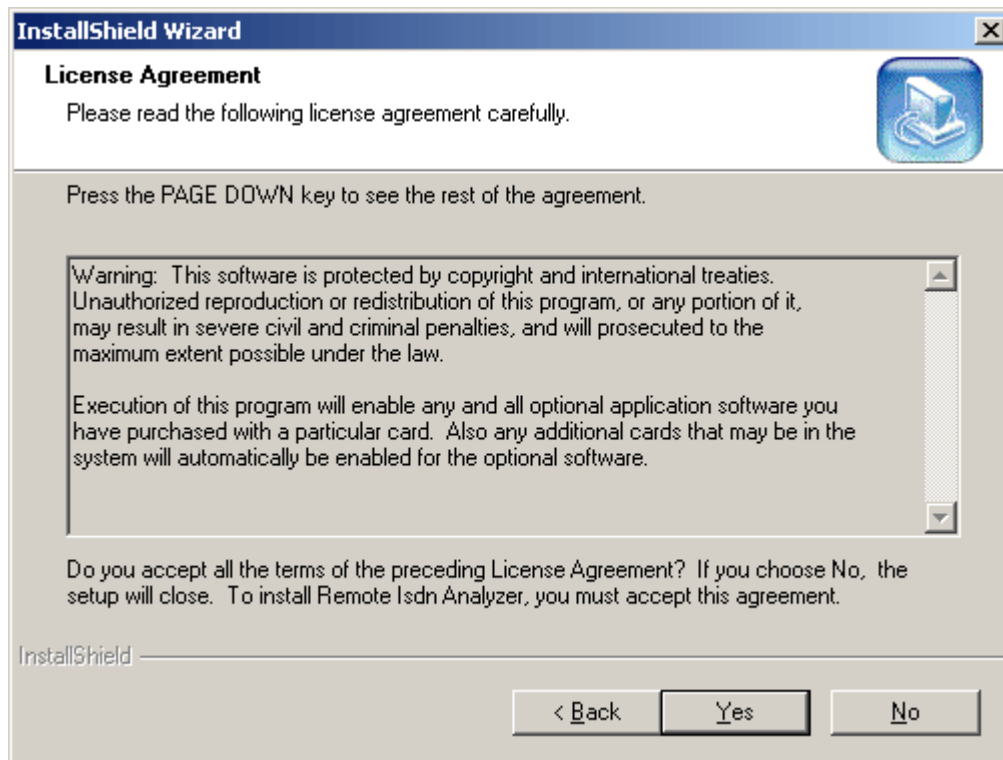 InstallShield Wizard
License Agreement
Please read the following license agreement carefully.
Press the PAGE DOWN key to see the rest of the agreement.
Warning:  This software is protected by copyright and international treaties.
Unauthorized reproduction or redistribution of this program, or any portion of it,
may result in severe civil and criminal penalties, and will prosecuted to the
maximum extent possible under the law.
Execution of this program will enable any and all optional application software you
have purchased with a particular card.  Also any additional cards that may be in the
system will automatically be enabled for the optional software.
Do you accept all the terms of the preceding License Agreement?  If you choose No,  the
setup will close.  To install Remote Isdn Analyzer, you must accept this agreement.
InstallShield
< Back
Yes
No